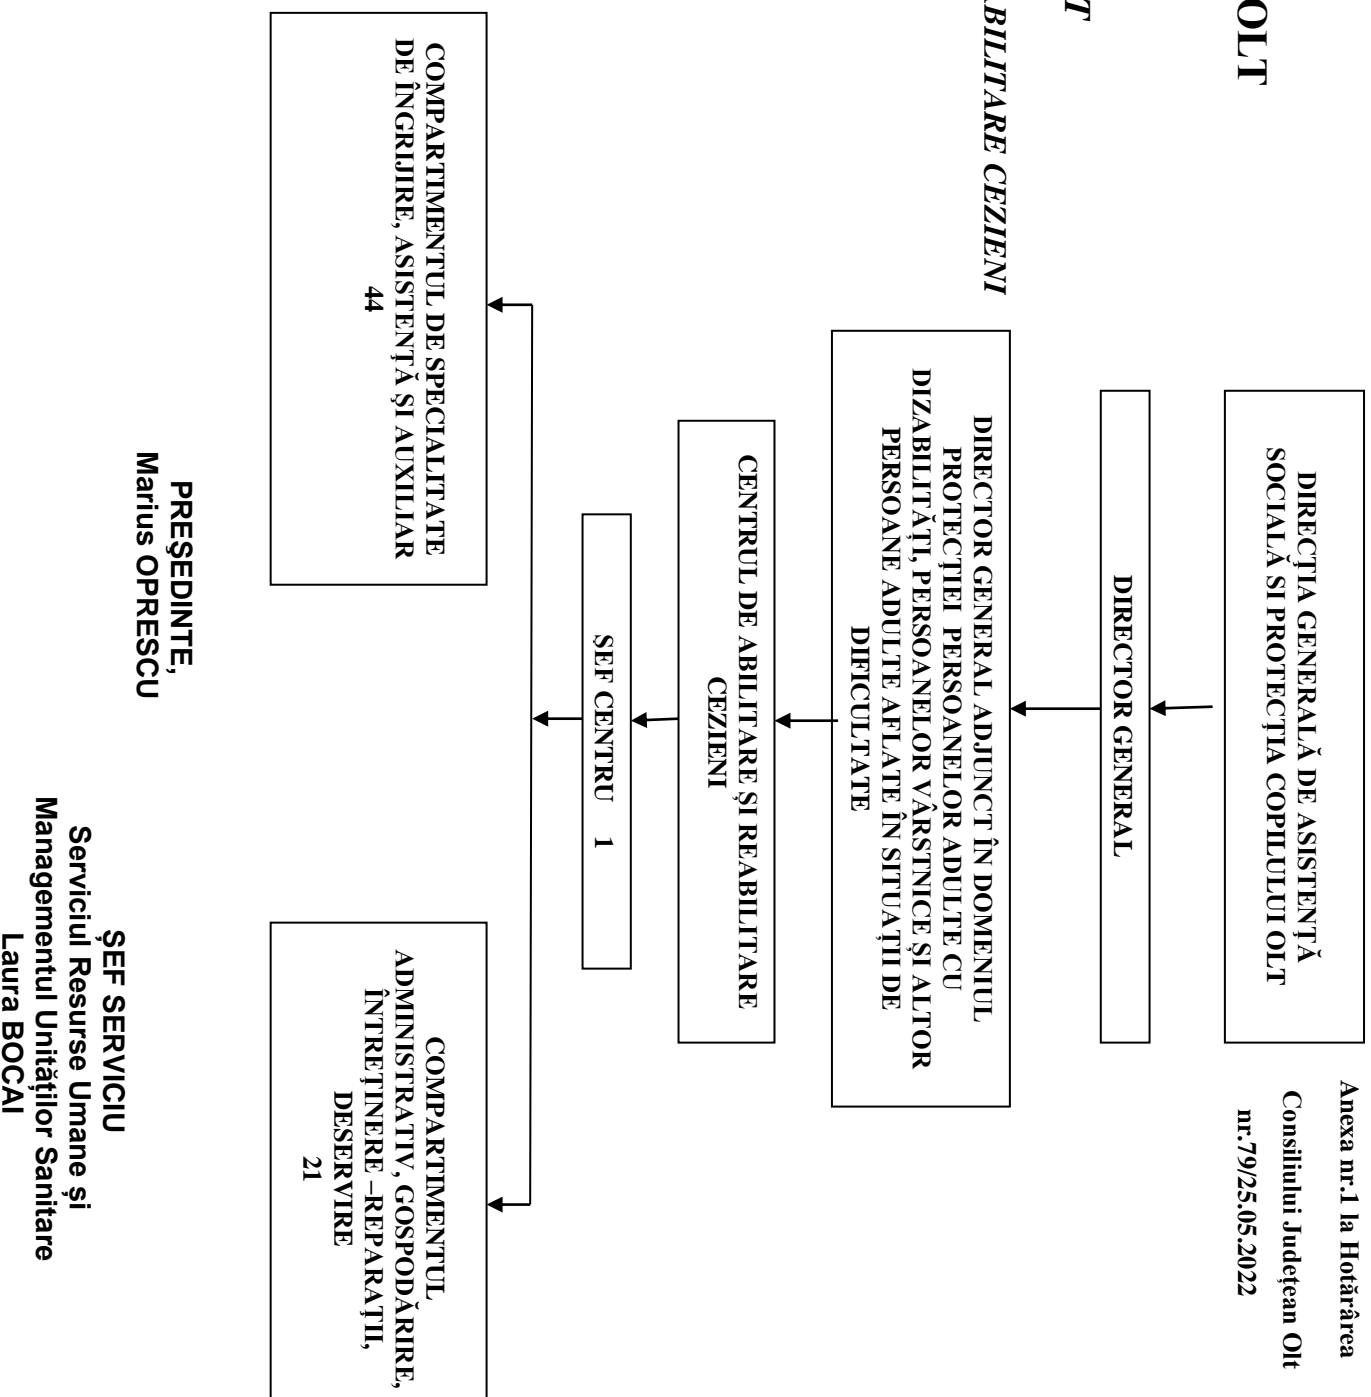 Anexa nr.1 la Hotărârea
Consiliului Județean Olt
nr.79/25.05.2022
OLT
T
ABILITARE CEZIENI
DIRECȚIA GENERALĂ DE ASISTENȚĂ
SOCIALĂ SI PROTECȚIA COPILULUI OLT
DIRECTOR GENERAL
DIRECTOR GENERAL ADJUNCT ÎN DOMENIUL
PROTECȚIEI PERSOANELOR ADULTE CU
DIZABILITĂȚI, PERSOANELOR VÂRSTNICE ȘI ALTOR
PERSOANE ADULTE AFLATE ÎN SITUAȚII DE
DIFICULTATE
CENTRUL DE ABILITARE ȘI REABILITARE
CEZIENI
ȘEF CENTRU 1
COMPARTIMENTUL DE SPECIALITATE
DE ÎNGRIJIRE, ASISTENȚĂ ȘI AUXILIAR
44
COMPARTIMENTUL
ADMINISTRATIV, GOSPODĂRIRE,
ÎNTREȚINERE –REPARAȚII,
DESERVIRE
21
PREȘEDINTE,
Marius OPRESCU
ȘEF SERVICIU
Serviciul Resurse Umane și
Managementul Unităților Sanitare
Laura BOCAI